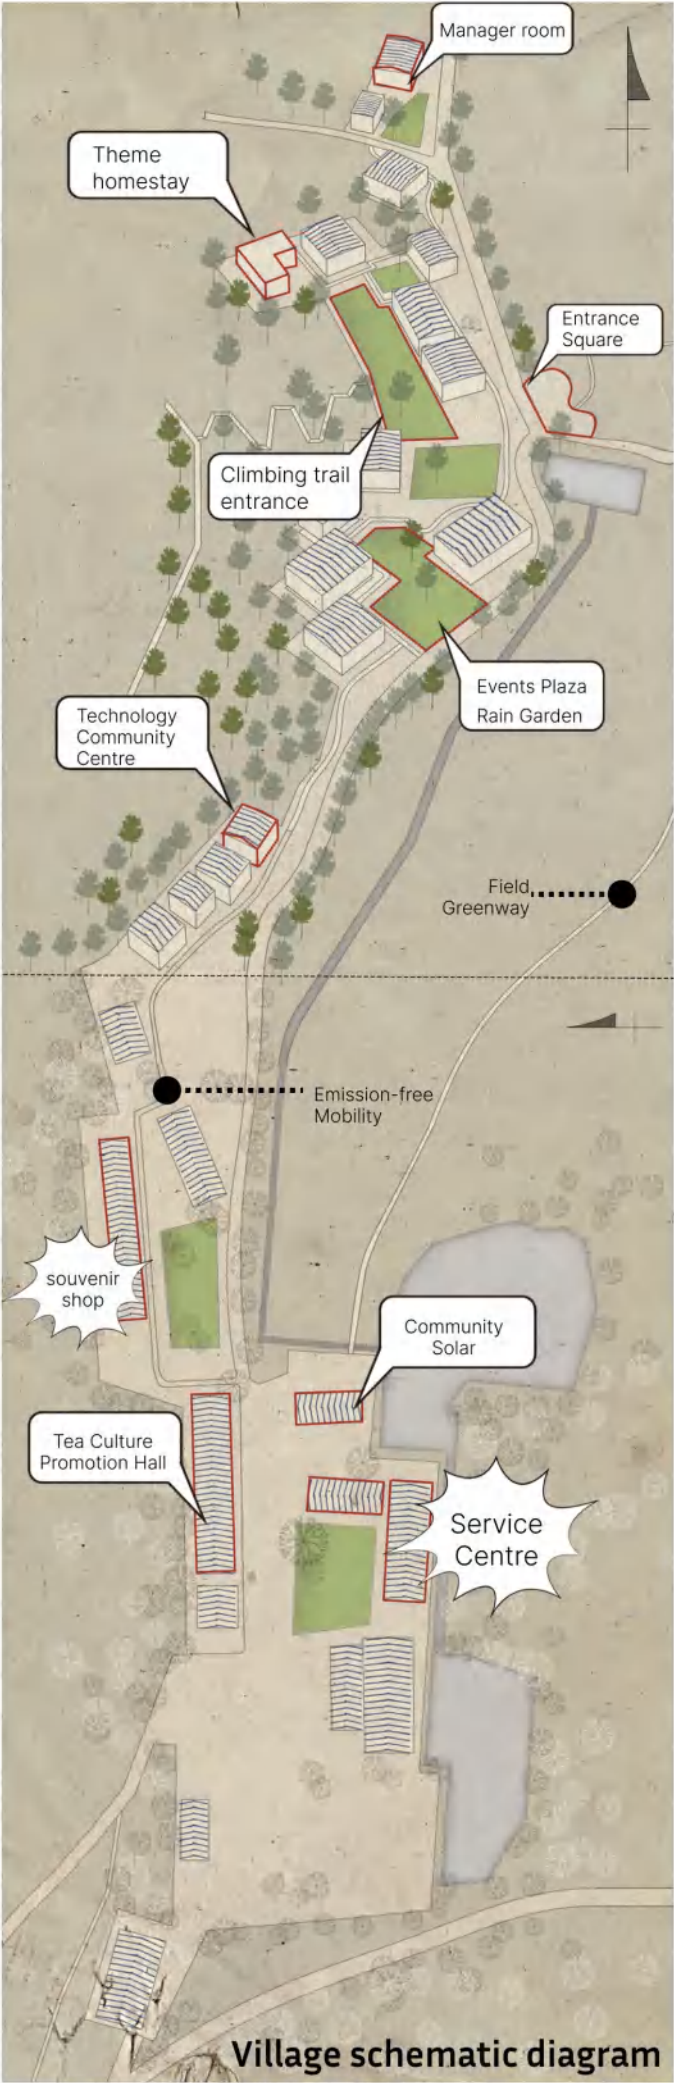 Manager room
Theme
homestay
Entrance
Square
Climbing trail
entrance
Events Plaza
Rain Garden
Technology
Community
Centre
Field
Greenway
Emission-free
Mobility
souvenir
shop
Community
Solar
Tea Culture
Promotion Hall
Service
Centre
Village schematic diagram